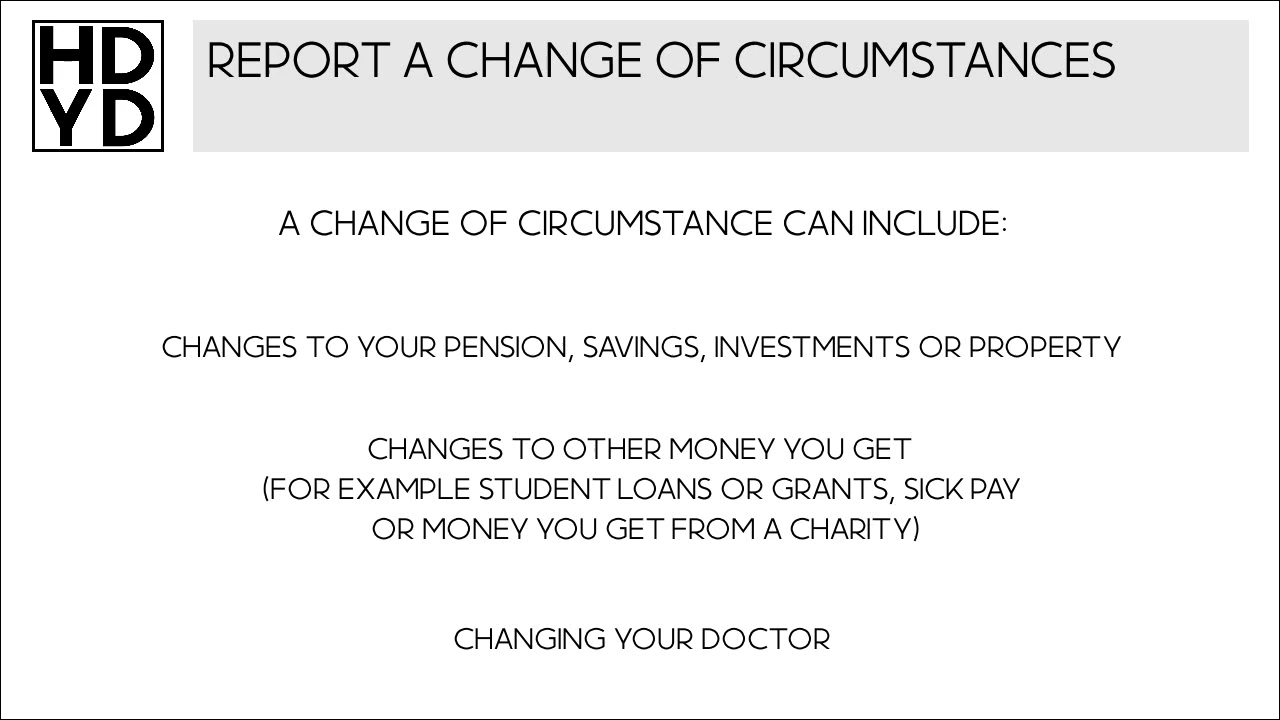 HD
YD
REPORT A CHANGE OF CIRCUMSTANCES
A CHANGE OF CIRCUMSTANCE CAN INCLUDE:
CHANGES TO YOUR PENSION, SAVINGS, INVESTMENTS OR PROPERTY
CHANGES TO OTHER MONEY YOU GET
(FOR EXAMPLE STUDENT LOANS OR GRANTS, SICK PAY
OR MONEY YOU GET FROM A CHARITY)
CHANGING YOUR DOCTOR